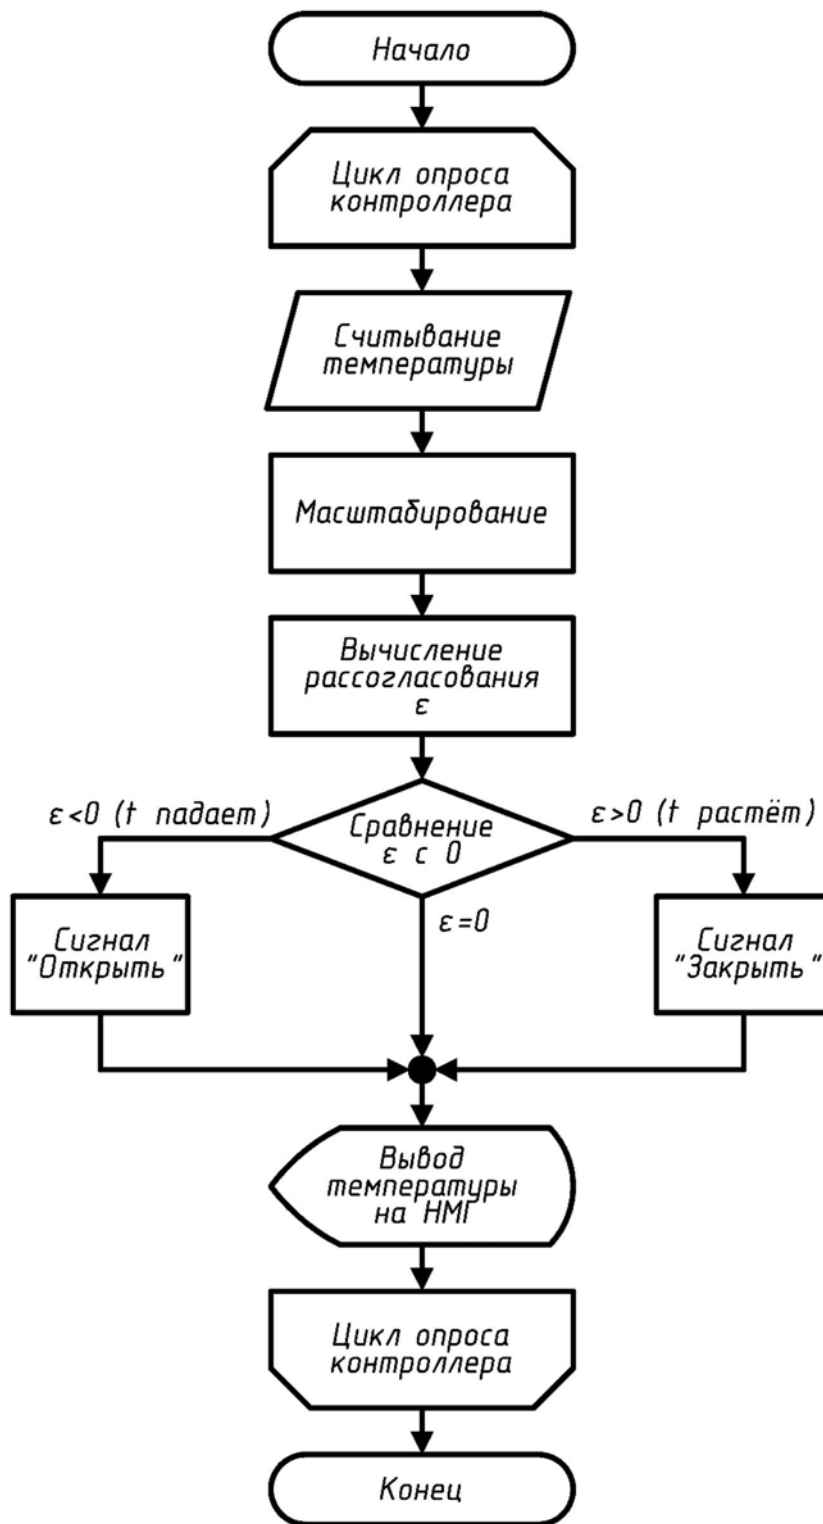 Начало
Цикл опроса
контроллера
Считывание
температуры
Масштабирование
Вычисление
рассогласования
ε
ε<0 (t падает)
Сравнение
ε с 0
ε>0 (t растёт)
ε=0
Сигнал
"Открыть"
Сигнал
"Закрыть"
Вывод
температуры
на HMГ
Цикл опроса
контроллера
Конец